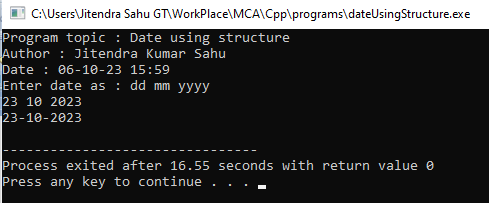 C:\Users\Jitendra Sahu GT\WorkPlace\MCA\Cpp\programs\dateUsingStructure.exe
Program topic : Date using structure
Author : Jitendra Kumar Sahu
Date : 06-10-23 15:59
Enter date as : dd mm yyyy
23 10 2023
23-10-2023
--------------------------------
Process exited after 16.55 seconds with return value 0
Press any key to continue . . .